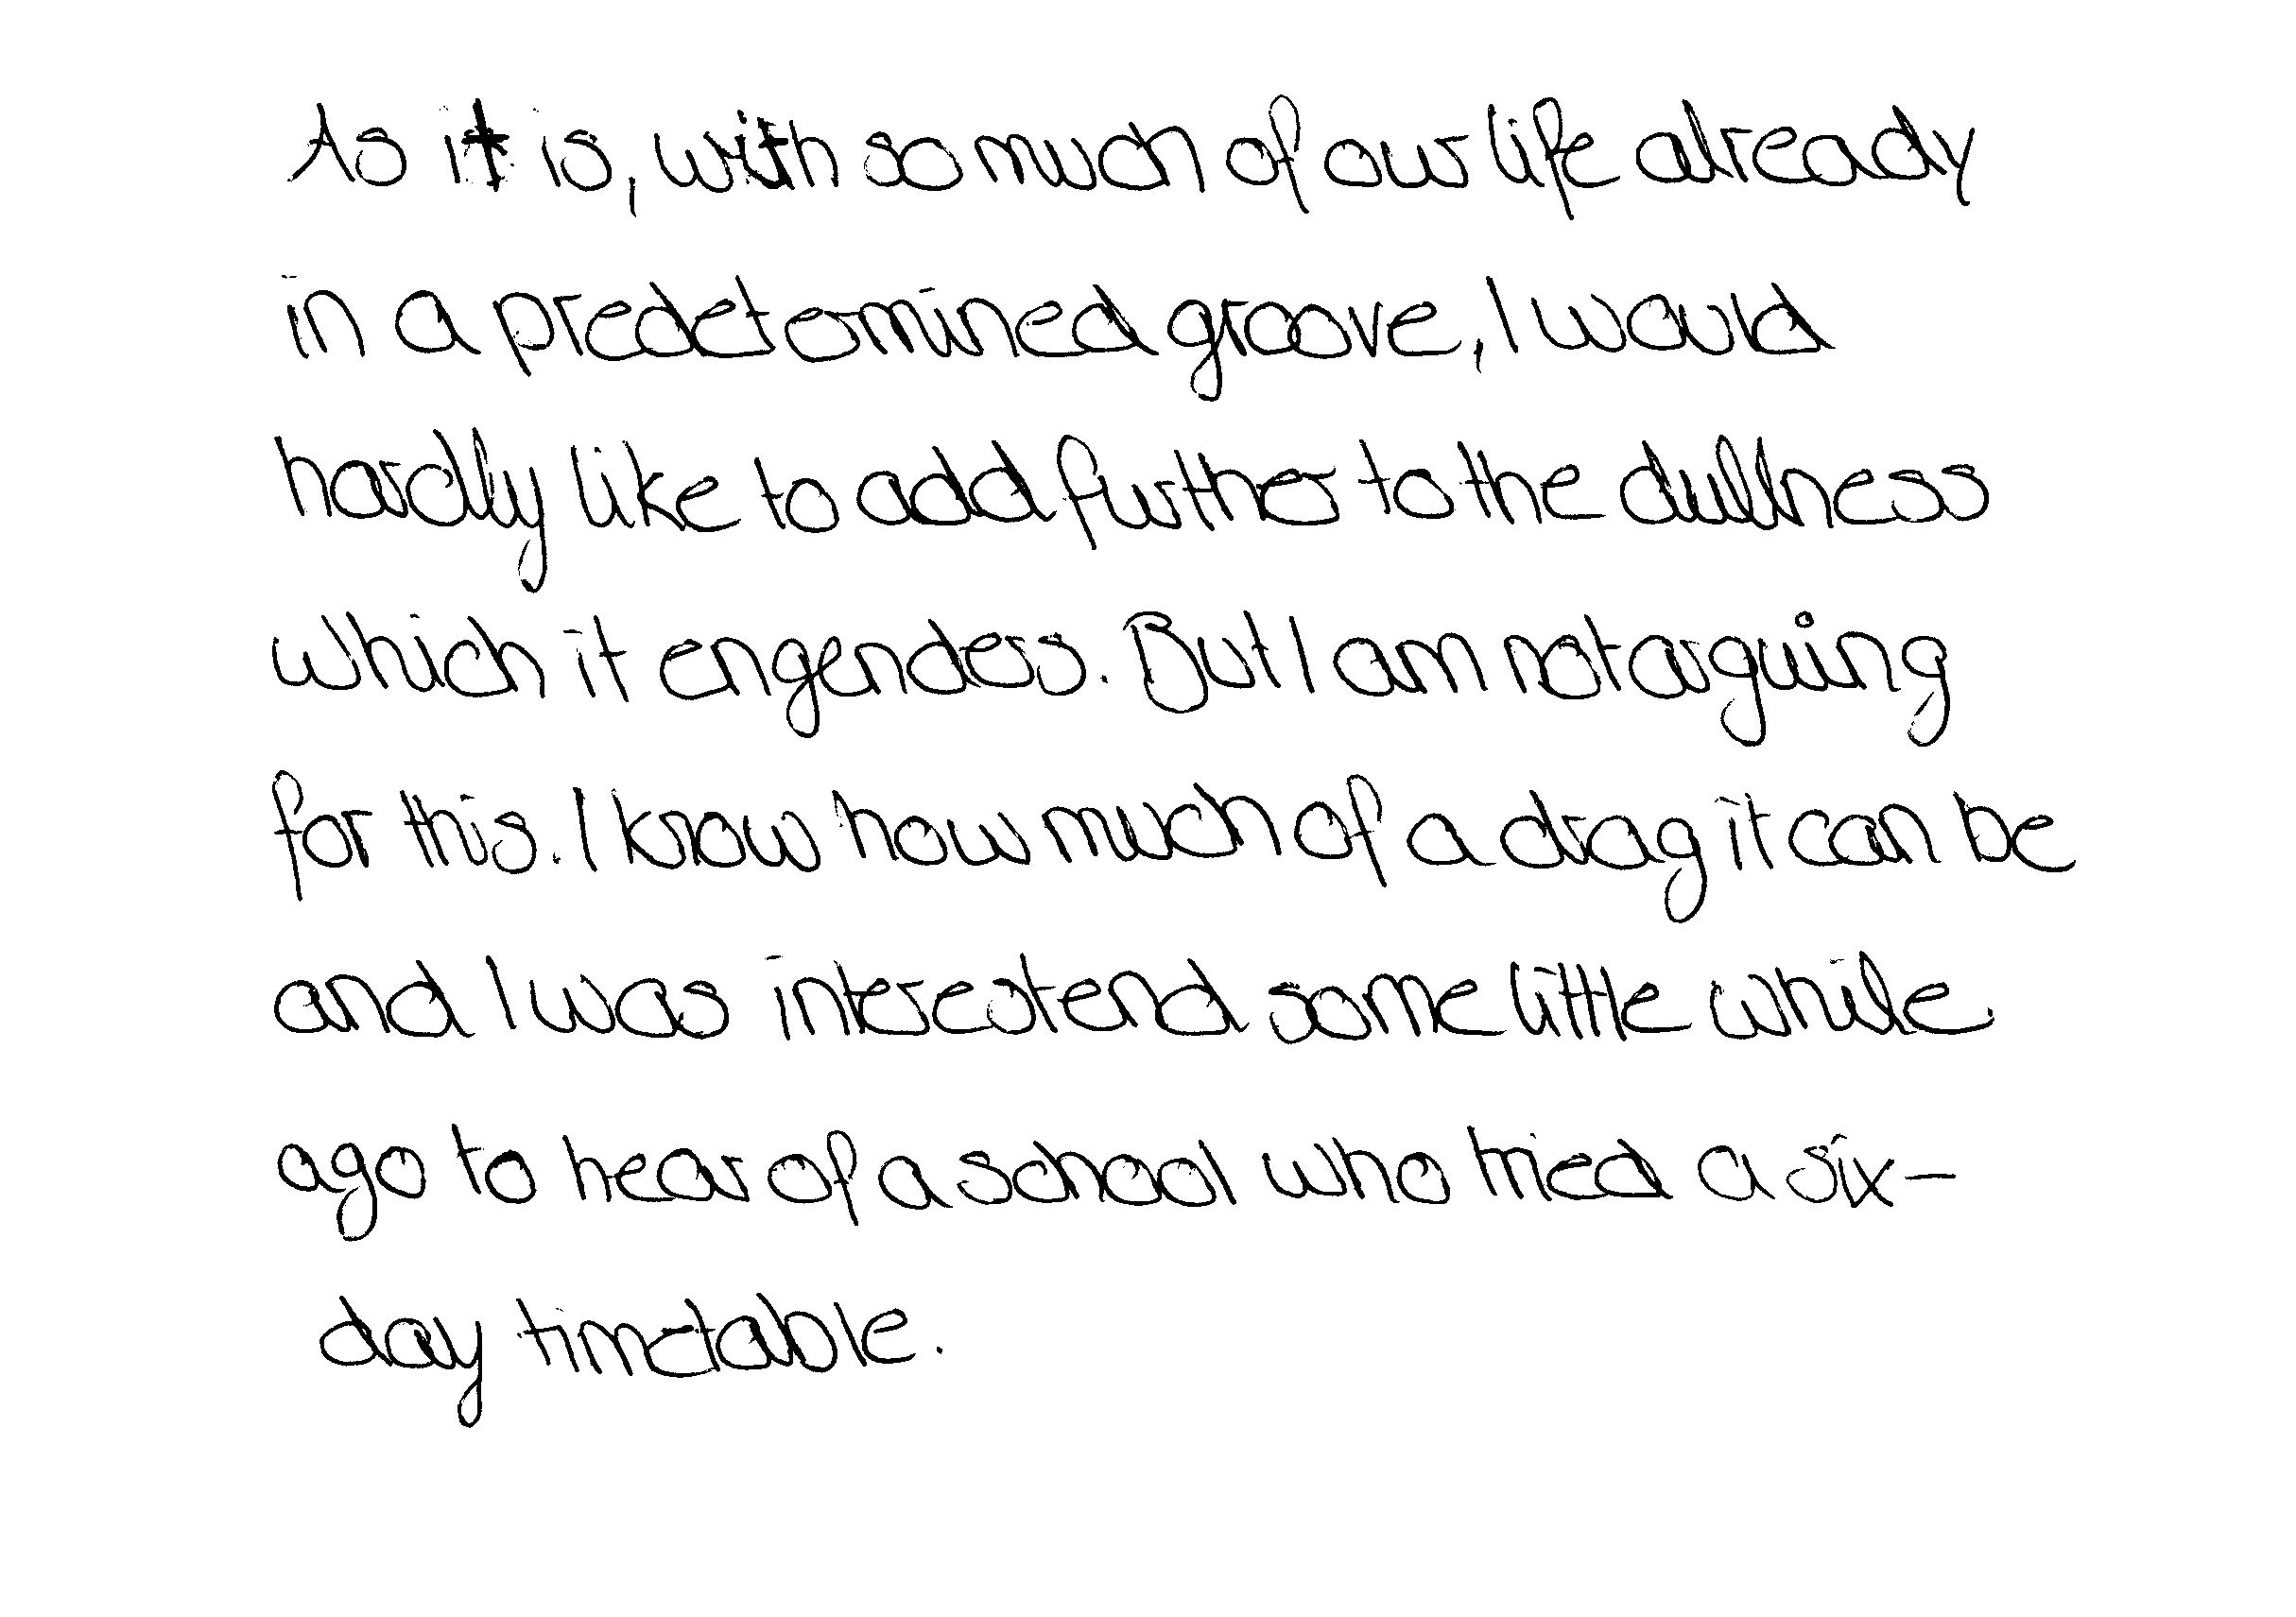 As it is, with so much of our life already
in a predetermined groove, I would
hardly like to add further to the dullness
which it engenders. But I am not arguing
for this. I know how much of a drag it can be
and I was interestend some little while
ago to hear of a school who tried a six-
day timetable.